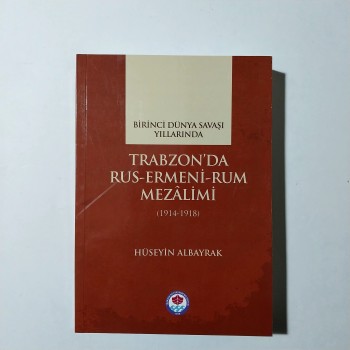 BİRİNCİ DÜNYA SAVAŞI
YILLARINDA
TRABZON'DA
RUS-ERMENİ-RUM
MEZÂLİMİ
(1914-1918)
HÜSEYİN ALBAYRAK